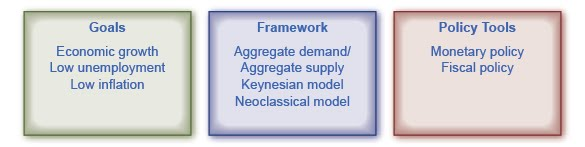 Goals
Economic growth
Low unemployment
Low inflation
Framework
Aggregate demand/
Aggregate supply
Keynesian model
Neoclassical model
Policy Tools
Monetary policy
Fiscal policy